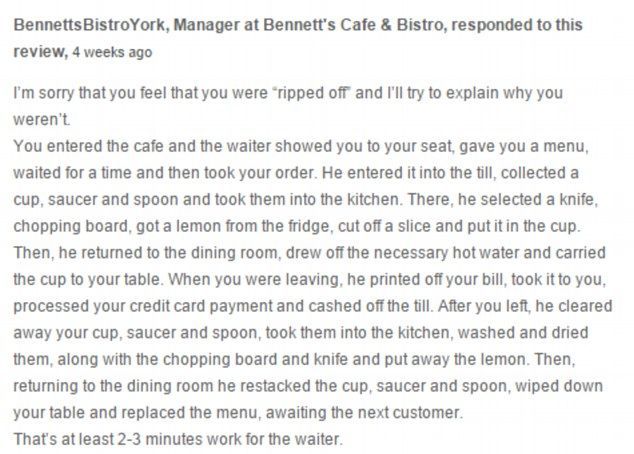 BennettsBistroYork, Manager at Bennett's Cafe & Bistro, responded to this
review, 4 weeks ago
I'm sorry that you feel that you were “ripped off” and I'll try to explain why you
weren't.
You entered the cafe and the waiter showed you to your seat, gave you a menu,
waited for a time and then took your order. He entered it into the till, collected a
cup, saucer and spoon and took them into the kitchen. There, he selected a knife,
chopping board, got a lemon from the fridge, cut off a slice and put it in the cup.
Then, he returned to the dining room, drew off the necessary hot water and carried
the cup to your table. When you were leaving, he printed off your bill, took it to you,
processed your credit card payment and cashed off the till. After you left, he cleared
away your cup, saucer and spoon, took them into the kitchen, washed and dried
them, along with the chopping board and knife and put away the lemon. Then,
returning to the dining room he restacked the cup, saucer and spoon, wiped down
your table and replaced the menu, awaiting the next customer.
That's at least 2-3 minutes work for the waiter.